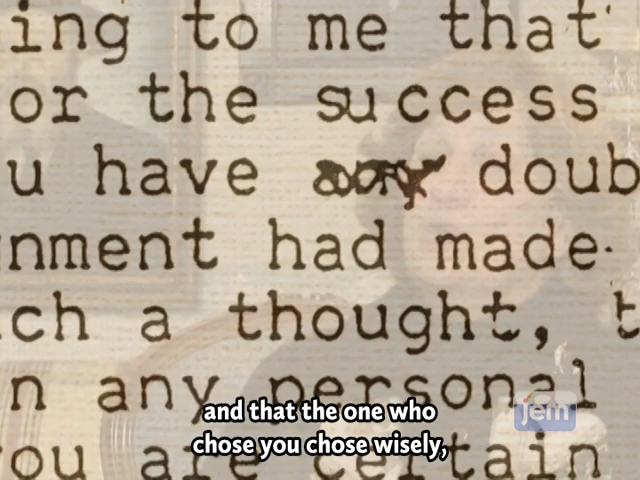 ing to me that
or the success
u have doub
nment had made
ch a thought, t
n any personal
jem
and that the one who
chose you chose wisely,
ou are certain